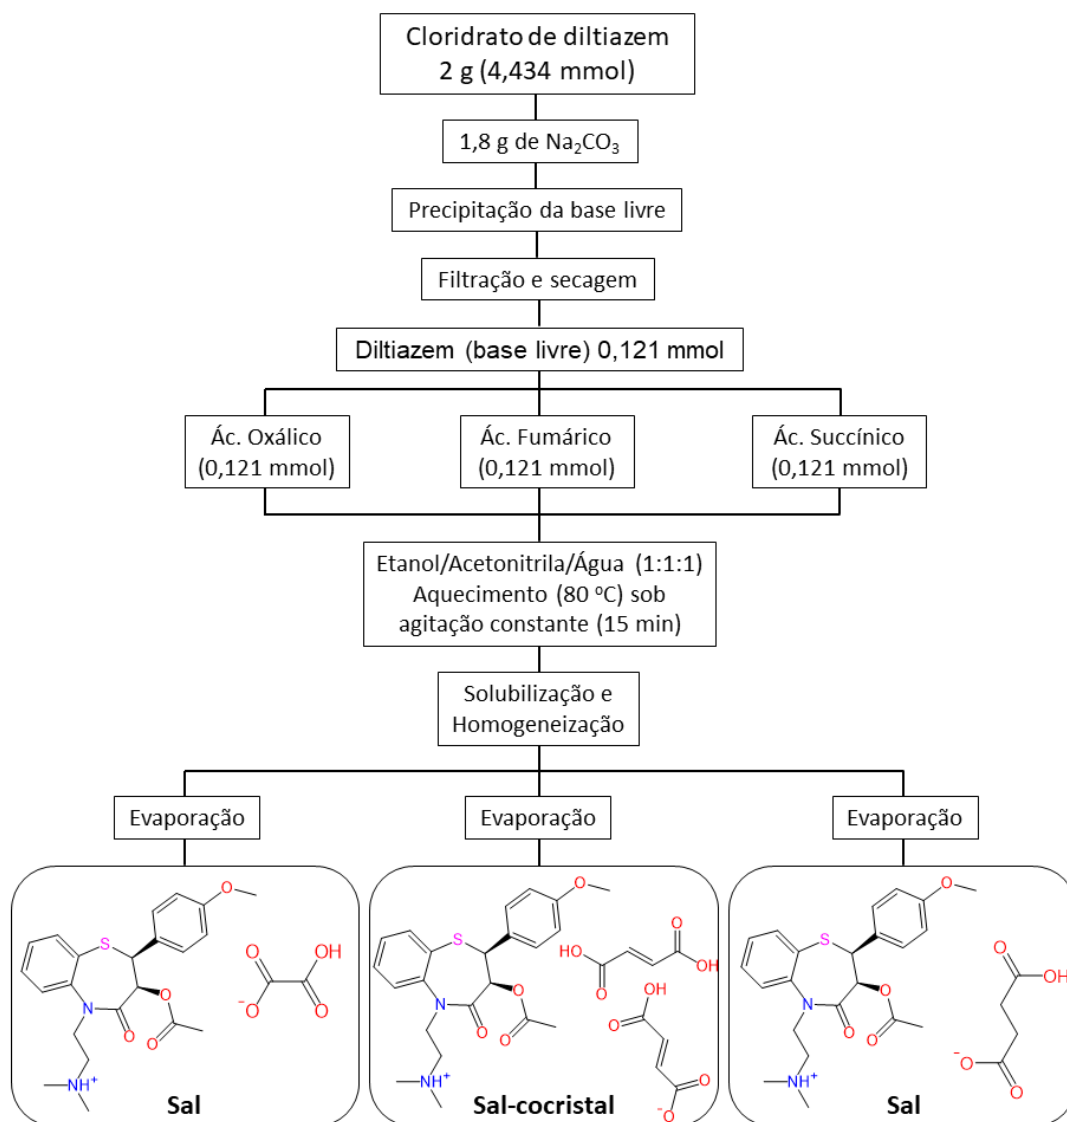 Cloridrato de diltiazem
2 g (4,434 mmol)
1,8 g de Na₂CO₃
Precipitação da base livre
Filtração e secagem
Diltiazem (base livre) 0,121 mmol
Ác. Oxálico
(0,121 mmol)
Ác. Fumárico
(0,121 mmol)
Ác. Succínico
(0,121 mmol)
Etanol/Acetonitrila/Água (1:1:1)
Aquecimento (80 ºC) sob
agitação constante (15 min)
Solubilização e
Homogeneização
Evaporação
Evaporação
Evaporação
O
S
O
N
O
O
NH⁺
O
OH
⁻O
O
Sal
O
S
O
N
O
O
NH⁺
O
HO
O
OH
OH
O
O
O⁻
Sal-cocristal
O
S
O
N
O
O
NH⁺
O
OH
⁻O
O
Sal